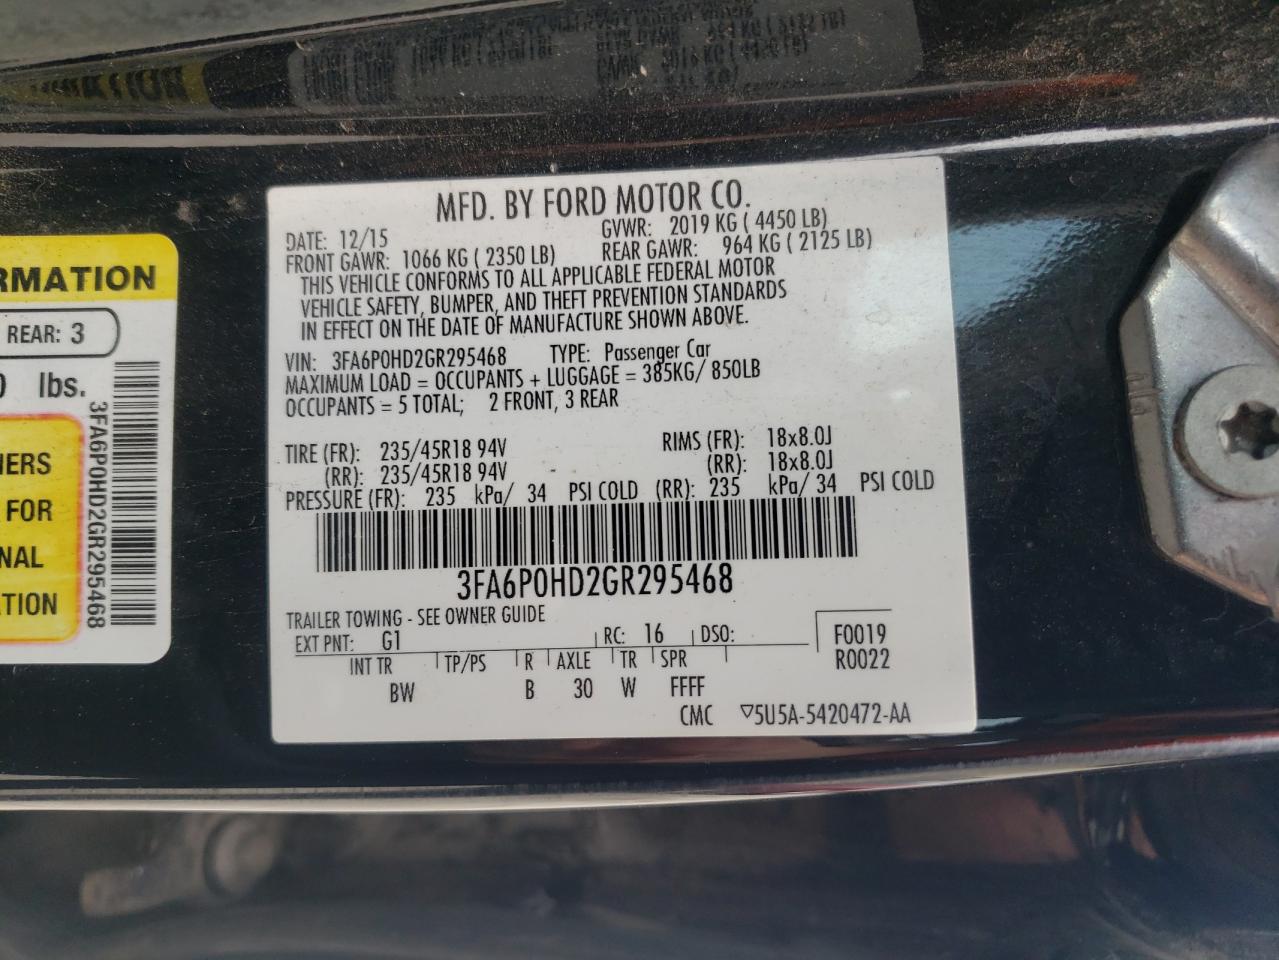 MFD. BY FORD MOTOR CO.
DATE: 12/15 GVWR: 2019 KG ( 4450 LB)
FRONT GAWR: 1066 KG ( 2350 LB) REAR GAWR: 964 KG ( 2125 LB)
THIS VEHICLE CONFORMS TO ALL APPLICABLE FEDERAL MOTOR
VEHICLE SAFETY, BUMPER, AND THEFT PREVENTION STANDARDS
IN EFFECT ON THE DATE OF MANUFACTURE SHOWN ABOVE.
VIN: 3FA6P0HD2GR295468 TYPE: Passenger Car
MAXIMUM LOAD = OCCUPANTS + LUGGAGE = 385KG/ 850LB
OCCUPANTS = 5 TOTAL; 2 FRONT, 3 REAR
TIRE (FR): 235/45R18 94V RIMS (FR): 18x8.0J
(RR): 235/45R18 94V (RR): 18x8.0J
PRESSURE (FR): 235 kPa/ 34 PSI COLD (RR): 235 kPa/ 34 PSI COLD
3FA6P0HD2GR295468
TRAILER TOWING - SEE OWNER GUIDE
EXT PNT: G1 RC: 16 DSO: F0019
R0022
INT TR TP/PS R AXLE TR SPR
BW B 30 W FFFF
CMC ▽5U5A-5420472-AA
RMATION
REAR: 3
0 lbs.
3FA6P0HD2GR295468
NERS
FOR
NAL
ATION